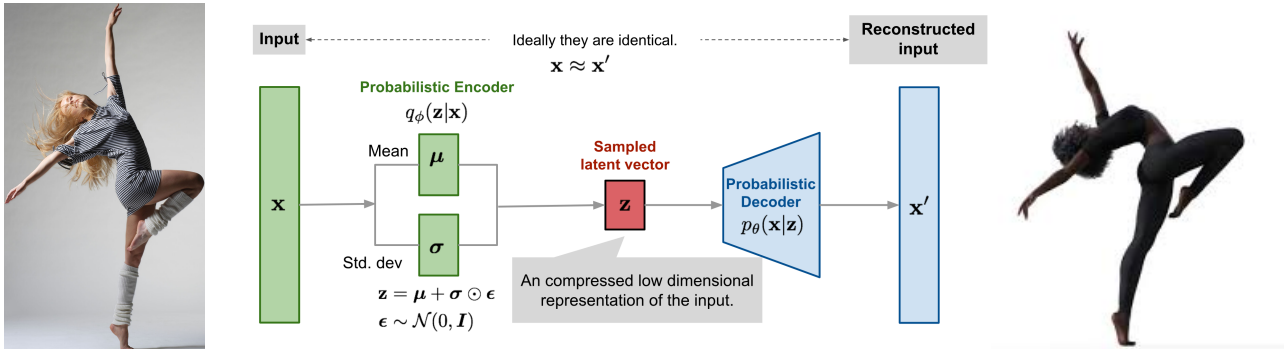 Input
Ideally they are identical.
x ≈ x′
Reconstructed
input
Probabilistic Encoder
qϕ(z|x)
Mean
μ
Sampled
latent vector
x
z
Probabilistic
Decoder
pθ(x|z)
x′
σ
Std. dev
An compressed low dimensional
representation of the input.
z = μ + σ ⊙ ϵ
ϵ ∼ 𝒩(0, I)